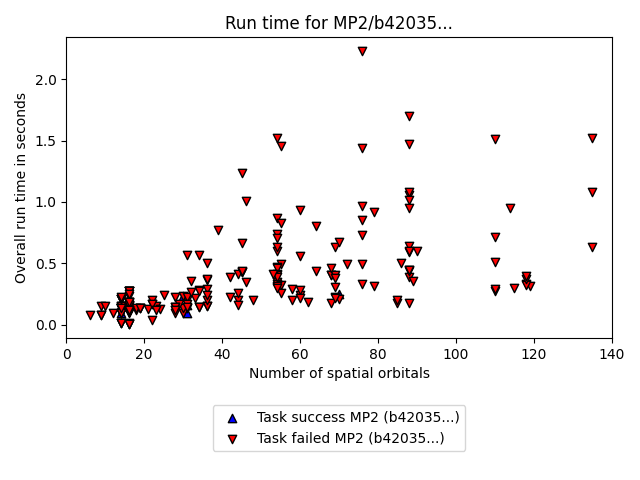 Run time for MP2/b42035...
Overall run time in seconds
2.0
1.5
1.0
0.5
0.0
0 20 40 60 80 100 120 140
Number of spatial orbitals
Task success MP2 (b42035...)
Task failed MP2 (b42035...)